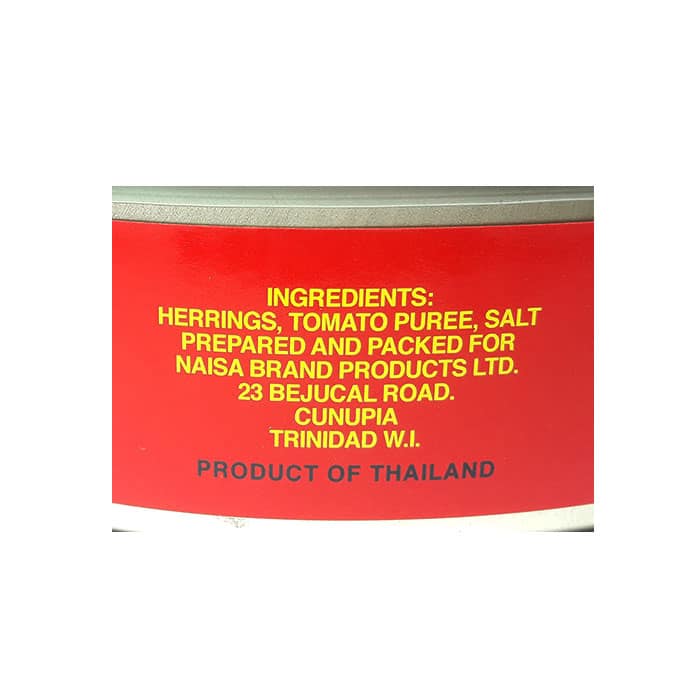 INGREDIENTS:
HERRINGS, TOMATO PUREE, SALT
PREPARED AND PACKED FOR
NAISA BRAND PRODUCTS LTD.
23 BEJUCAL ROAD.
CUNUPIA
TRINIDAD W.I.
PRODUCT OF THAILAND